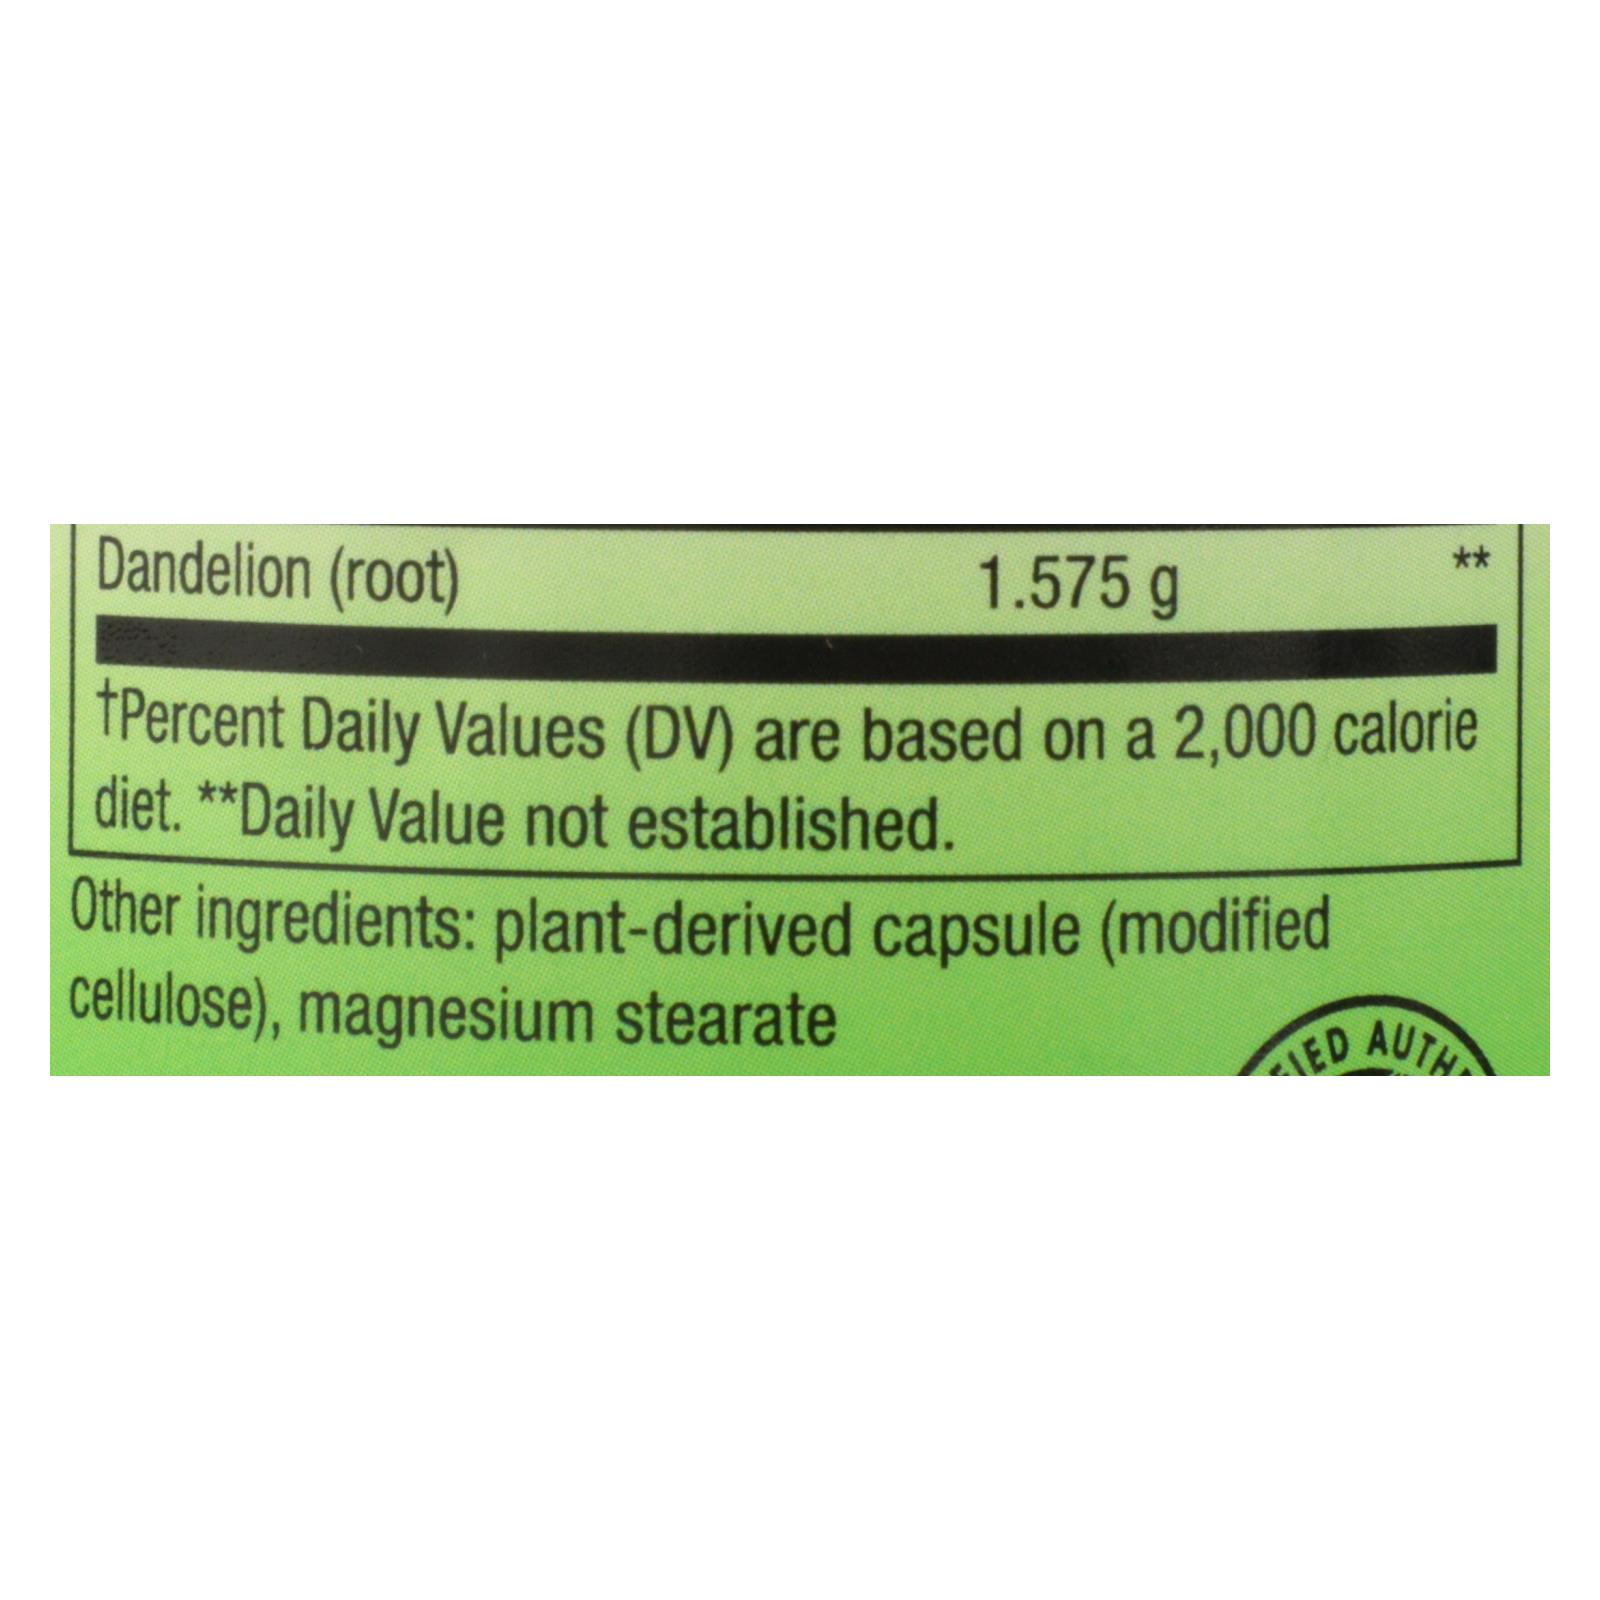 Dandelion (root) 1.575 g **
†Percent Daily Values (DV) are based on a 2,000 calorie
diet. **Daily Value not established.
Other ingredients: plant-derived capsule (modified
cellulose), magnesium stearate